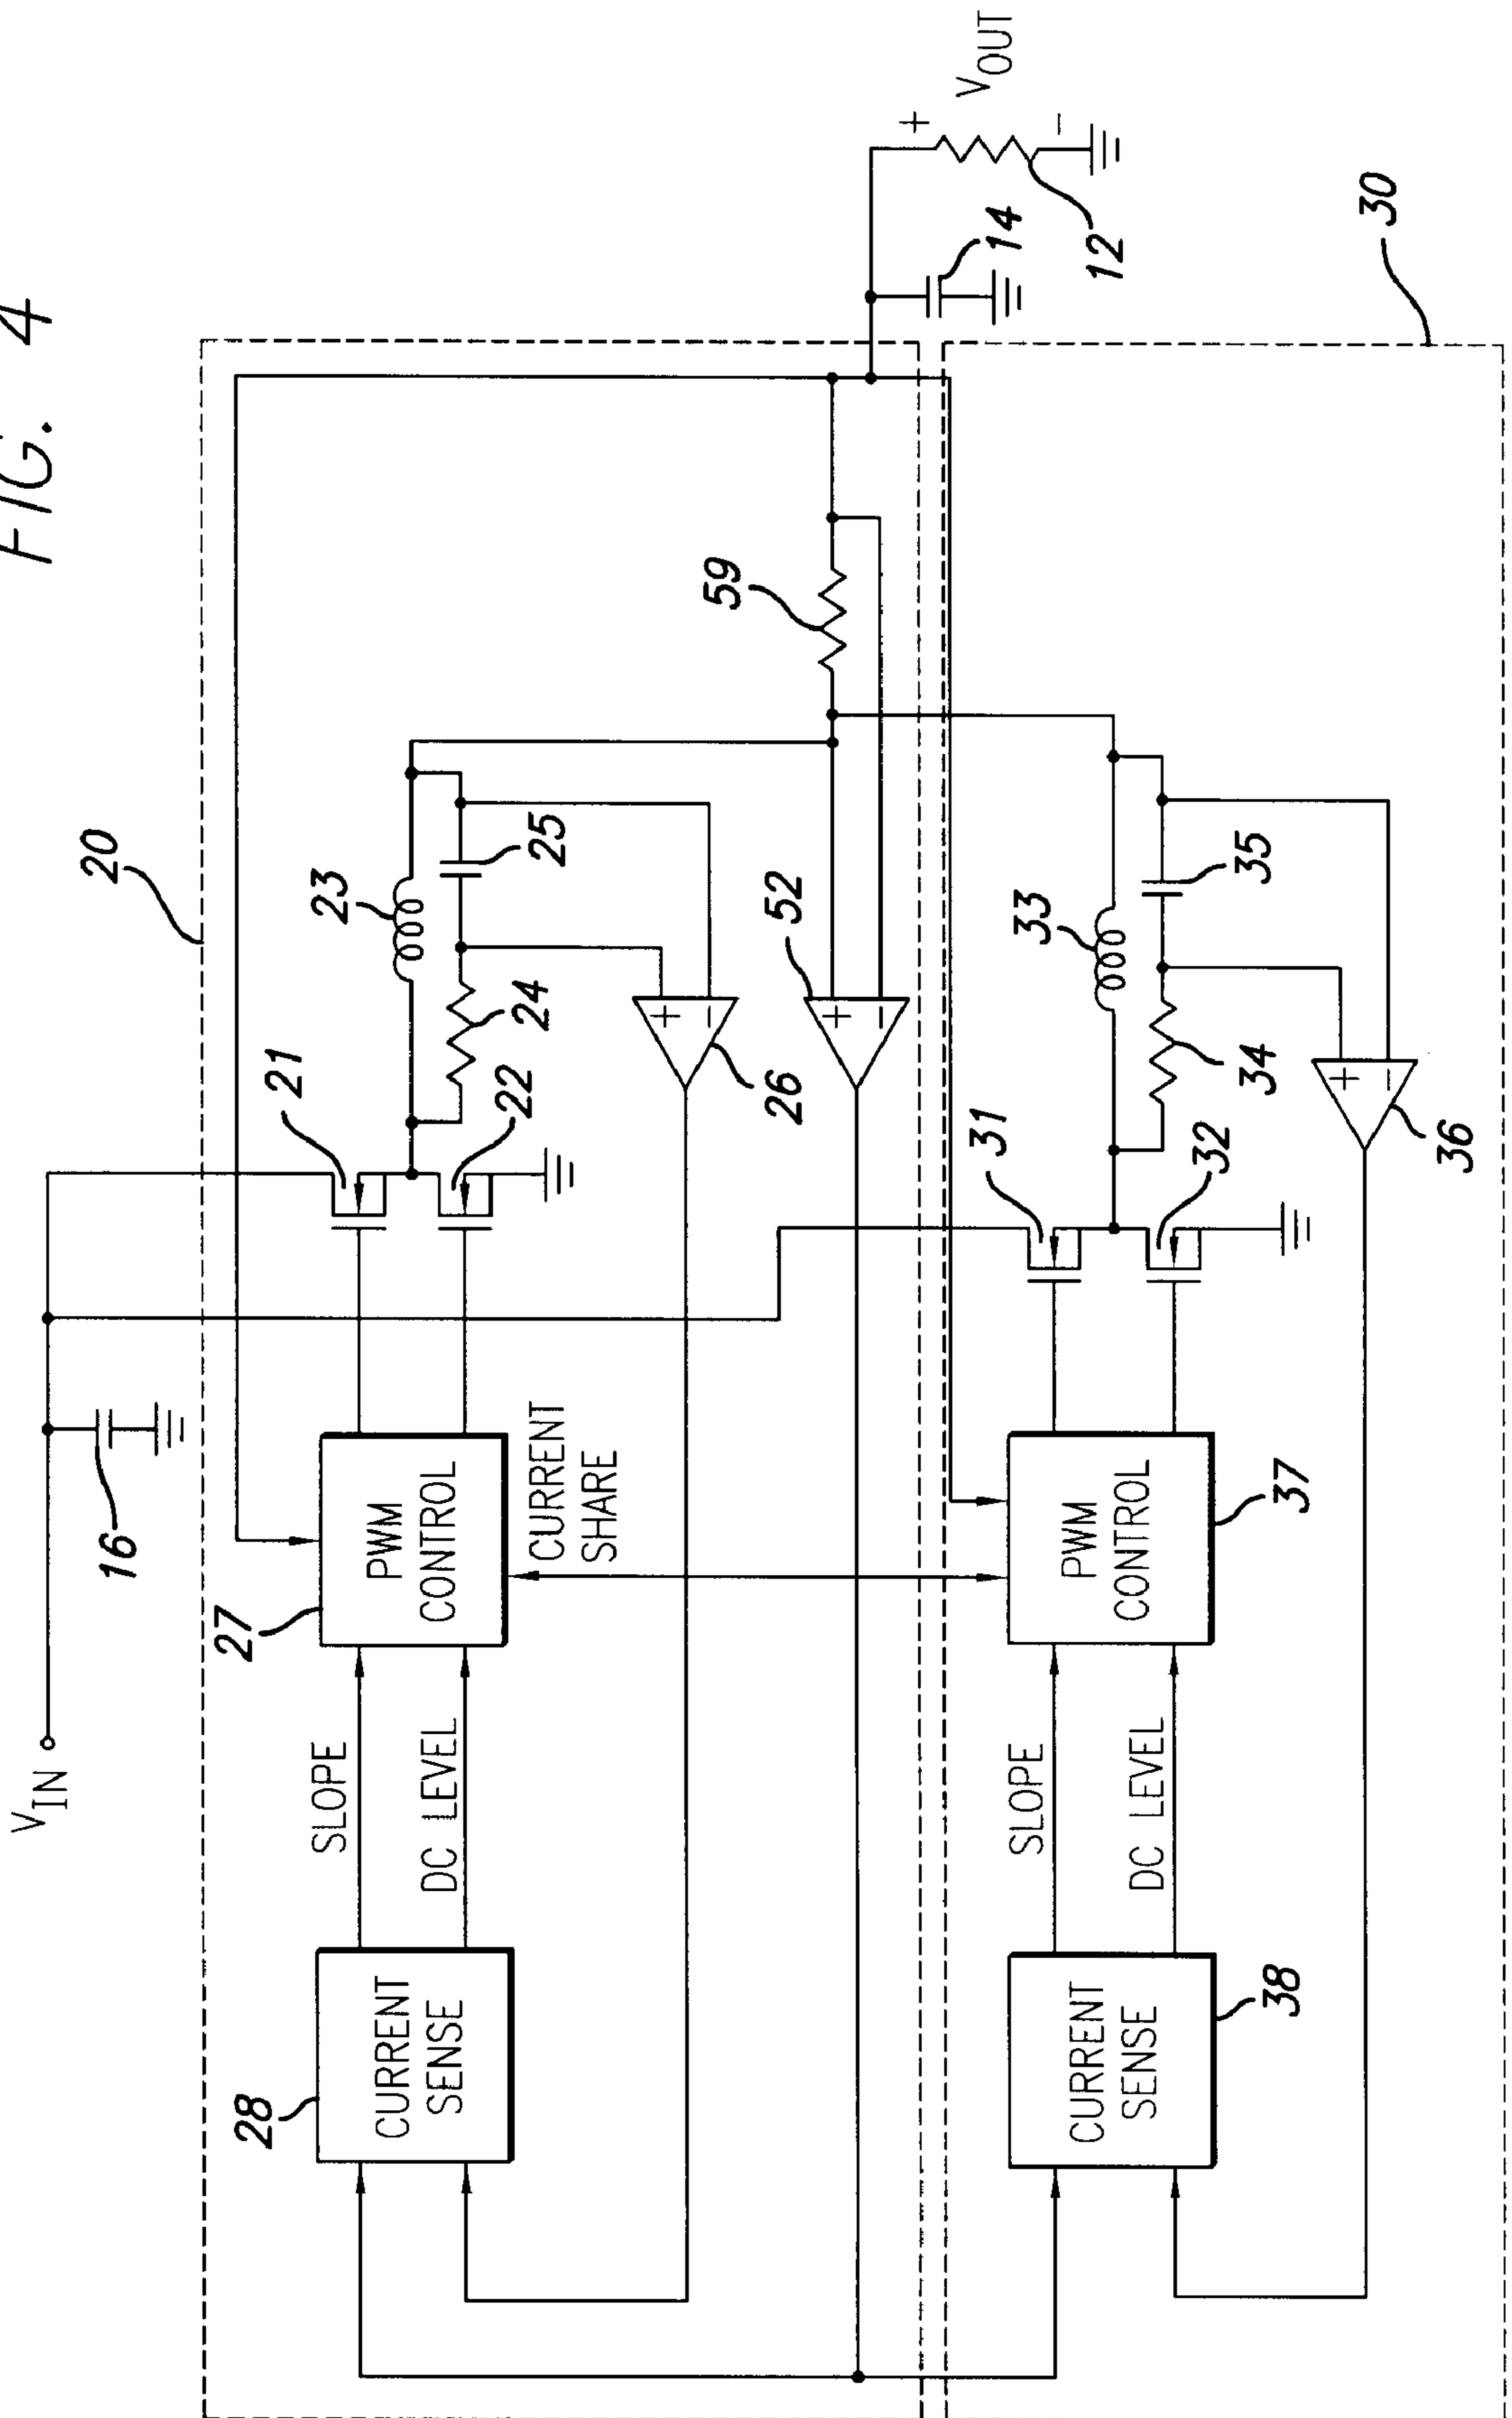 FIG. 4
VIN
16
20
21
22
23
24
25
26
27
PWM
CONTROL
28
CURRENT
SENSE
SLOPE
DC LEVEL
CURRENT
SHARE
+
−
52
+
−
59
14
12
+
VOUT
−
30
31
32
33
34
35
36
+
−
37
PWM
CONTROL
38
CURRENT
SENSE
SLOPE
DC LEVEL